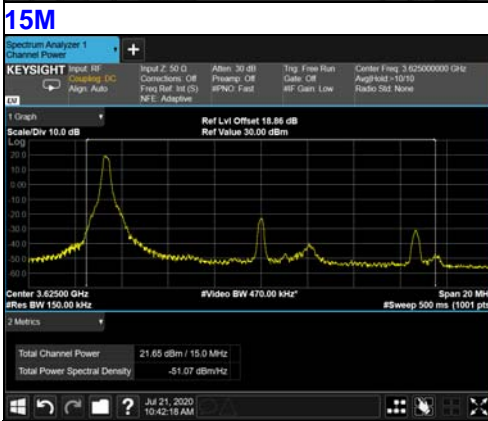 15M
Spectrum Analyzer 1
Channel Power
+
KEYSIGHT Input: RF Input Z: 50 Ω Atten: 30 dB Trig: Free Run Center Freq: 3.625000000 GHz
Coupling: DC Corrections: Off Preamp: Off Gate: Off Avg|Hold:>10/10
Align: Auto Freq Ref: Int (S) #PNO: Fast #IF Gain: Low Radio Std: None
NFE: Adaptive
1 Graph
Ref Lvl Offset 18.86 dB
Scale/Div 10.0 dB Ref Value 30.00 dBm
Log
20.0
10.0
0.00
-10.0
-20.0
-30.0
-40.0
-50.0
-60.0
Center 3.62500 GHz #Video BW 470.00 kHz* Span 20 MH
#Res BW 150.00 kHz #Sweep 500 ms (1001 pts
2 Metrics
Total Channel Power 21.65 dBm / 15.0 MHz
Total Power Spectral Density -51.07 dBm/Hz
? Jul 21, 2020
10:42:18 AM